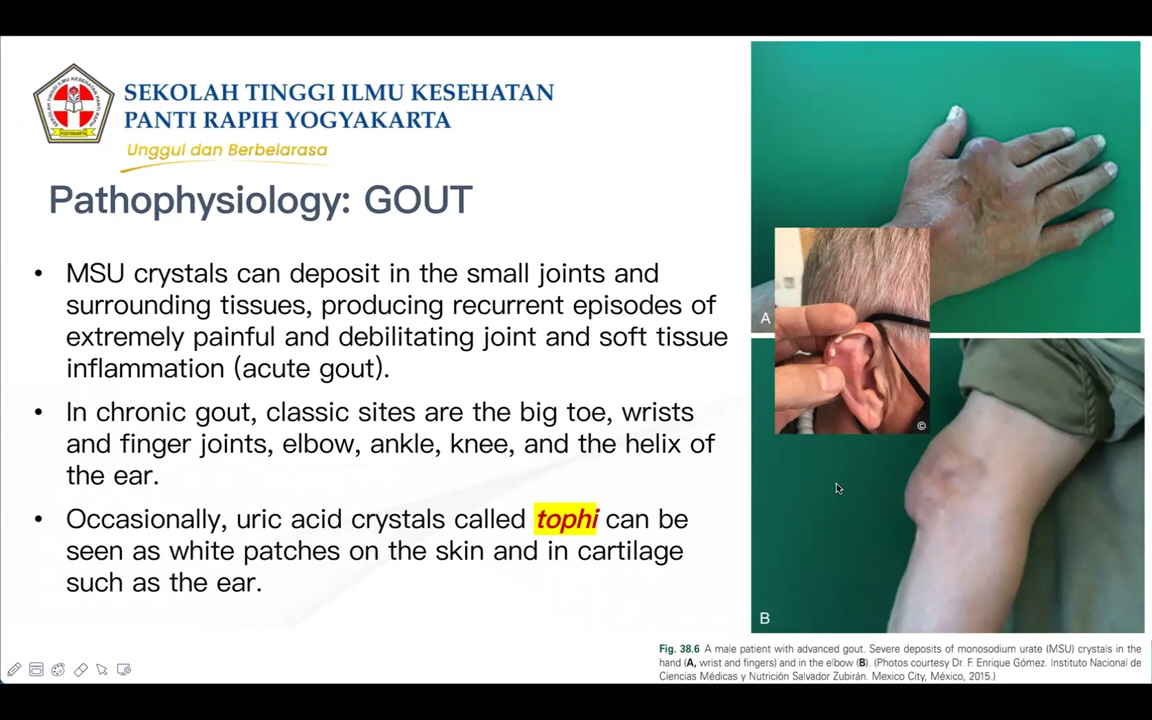 SEKOLAH TINGGI ILMU KESEHATAN
PANTI RAPIH YOGYAKARTA
Unggul dan Berbelarasa
Pathophysiology: GOUT
• MSU crystals can deposit in the small joints and
surrounding tissues, producing recurrent episodes of
extremely painful and debilitating joint and soft tissue
inflammation (acute gout).
• In chronic gout, classic sites are the big toe, wrists
and finger joints, elbow, ankle, knee, and the helix of
the ear.
• Occasionally, uric acid crystals called tophi can be
seen as white patches on the skin and in cartilage
such as the ear.
A
©
B
Fig. 38.6 A male patient with advanced gout. Severe deposits of monosodium urate (MSU) crystals in the
hand (A, wrist and fingers) and in the elbow (B). (Photos courtesy Dr. F. Enrique Gómez. Instituto Nacional de
Ciencias Médicas y Nutrición Salvador Zubirán. Mexico City, México, 2015.)